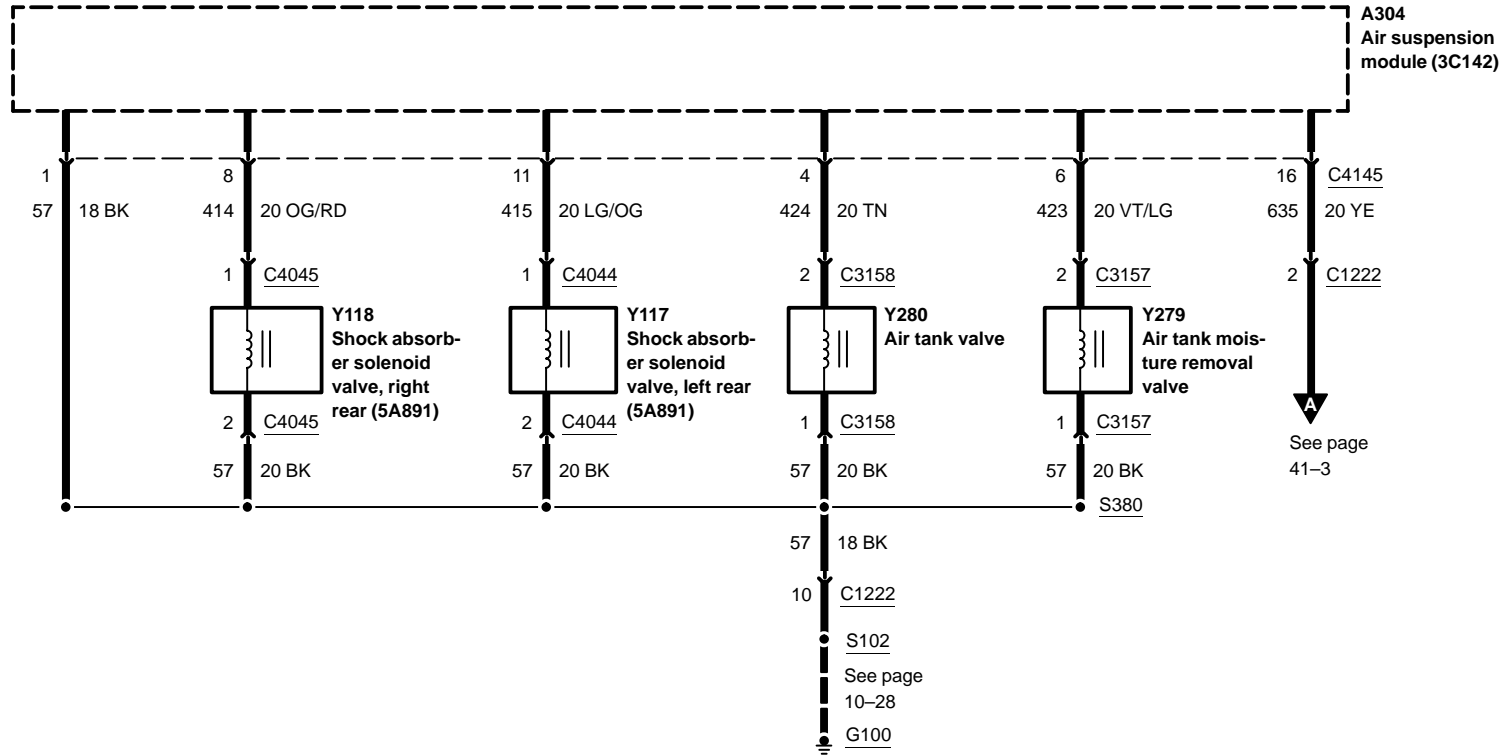 A304
Air suspension
module (3C142)
1 8 11 4 6 16 C4145
57 18 BK 414 20 OG/RD 415 20 LG/OG 424 20 TN 423 20 VT/LG 635 20 YE
1 C4045 1 C4044 2 C3158 2 C3157 2 C1222
Y118
Shock absorb-
er solenoid
valve, right
rear (5A891)
Y117
Shock absorb-
er solenoid
valve, left rear
(5A891)
Y280
Air tank valve
Y279
Air tank mois-
ture removal
valve
A
See page
41–3
2 C4045 2 C4044 1 C3158 1 C3157
57 20 BK 57 20 BK 57 20 BK 57 20 BK
S380
57 18 BK
10 C1222
S102
See page
10–28
G100